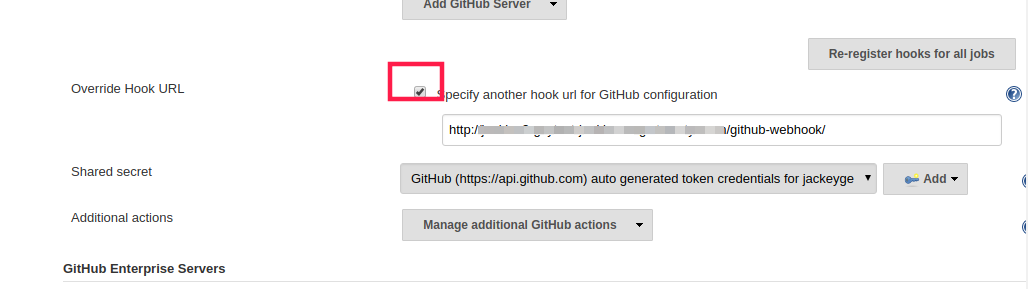 Add GitHub Server
Re-register hooks for all jobs
Override Hook URL
Specify another hook url for GitHub configuration
http:/ /github-webhook/
Shared secret
GitHub (https://api.github.com) auto generated token credentials for jackeyge
Add
Additional actions
Manage additional GitHub actions
GitHub Enterprise Servers